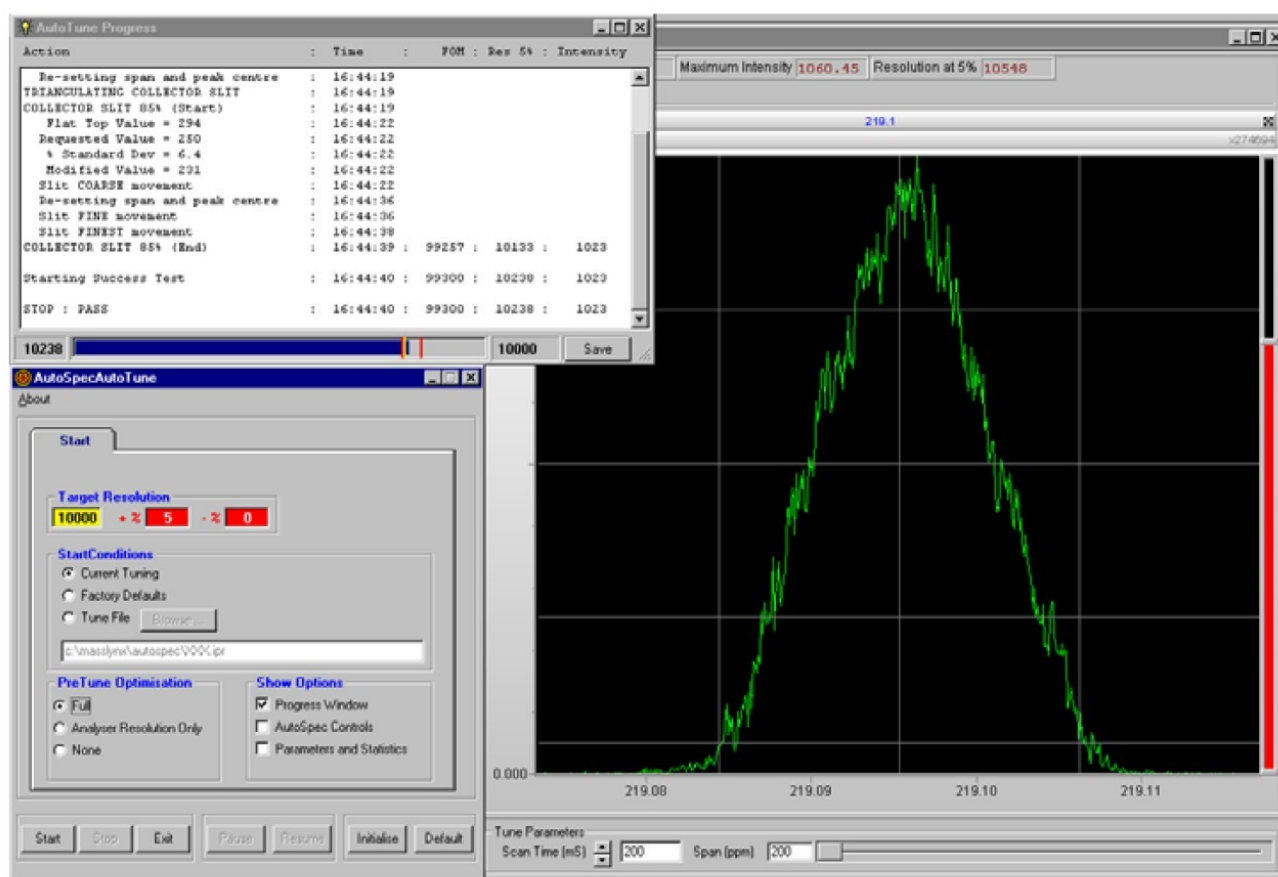 AutoTune Progress
Action : Time : FOM : Res 5% : Intensity
Re-setting span and peak centre : 16:44:19
TRIANGULATING COLLECTOR SLIT : 16:44:19
COLLECTOR SLIT 85% (Start) : 16:44:19
Flat Top Value = 294 : 16:44:22
Requested Value = 250 : 16:44:22
% Standard Dev = 6.4 : 16:44:22
Modified Value = 231 : 16:44:22
Slit COARSE movement : 16:44:22
Re-setting span and peak centre : 16:44:36
Slit FINE movement : 16:44:36
Slit FINEST movement : 16:44:38
COLLECTOR SLIT 85% (End) : 16:44:39 : 99257 : 10133 : 1023
Starting Success Test : 16:44:40 : 99300 : 10238 : 1023
STOP : PASS : 16:44:40 : 99300 : 10238 : 1023
10238 10000 Save
Maximum Intensity 1060.45 Resolution at 5% 10548
219.1
x274694
AutoSpecAutoTune
About
Start
Target Resolution
10000 + % 5 - % 0
StartConditions
Current Tuning
Factory Defaults
Tune File Browse ...
c:\masslynx\autospec\XXX.ipr
PreTune Optimisation
Full
Analyser Resolution Only
None
Show Options
Progress Window
AutoSpec Controls
Parameters and Statistics
Start Stop Exit Pause Resume Initialise Default
0.000
219.08 219.09 219.10 219.11
Tune Parameters
Scan Time (mS) 200 Span (ppm) 200